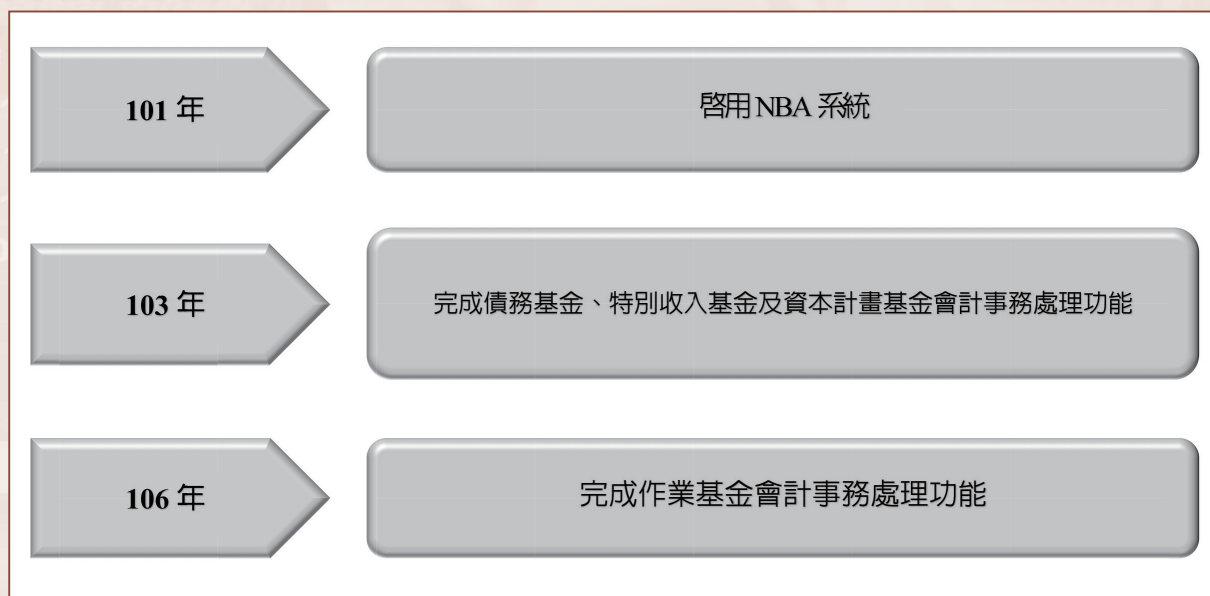 101 年
啓用 NBA 系統
103 年
完成債務基金、特別收入基金及資本計畫基金會計事務處理功能
106 年
完成作業基金會計事務處理功能